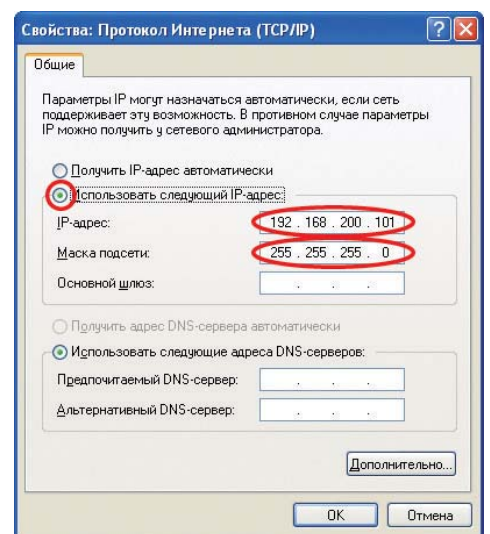 Свойства: Протокол Интернета (TCP/IP)
Общие
Параметры IP могут назначаться автоматически, если сеть
поддерживает эту возможность. В противном случае параметры
IP можно получить у сетевого администратора.
Получить IP-адрес автоматически
Использовать следующий IP-адрес:
IP-адрес: 192 . 168 . 200 . 101
Маска подсети: 255 . 255 . 255 . 0
Основной шлюз: . . .
Получить адрес DNS-сервера автоматически
Использовать следующие адреса DNS-серверов:
Предпочитаемый DNS-сервер: . . .
Альтернативный DNS-сервер: . . .
Дополнительно...
OK Отмена